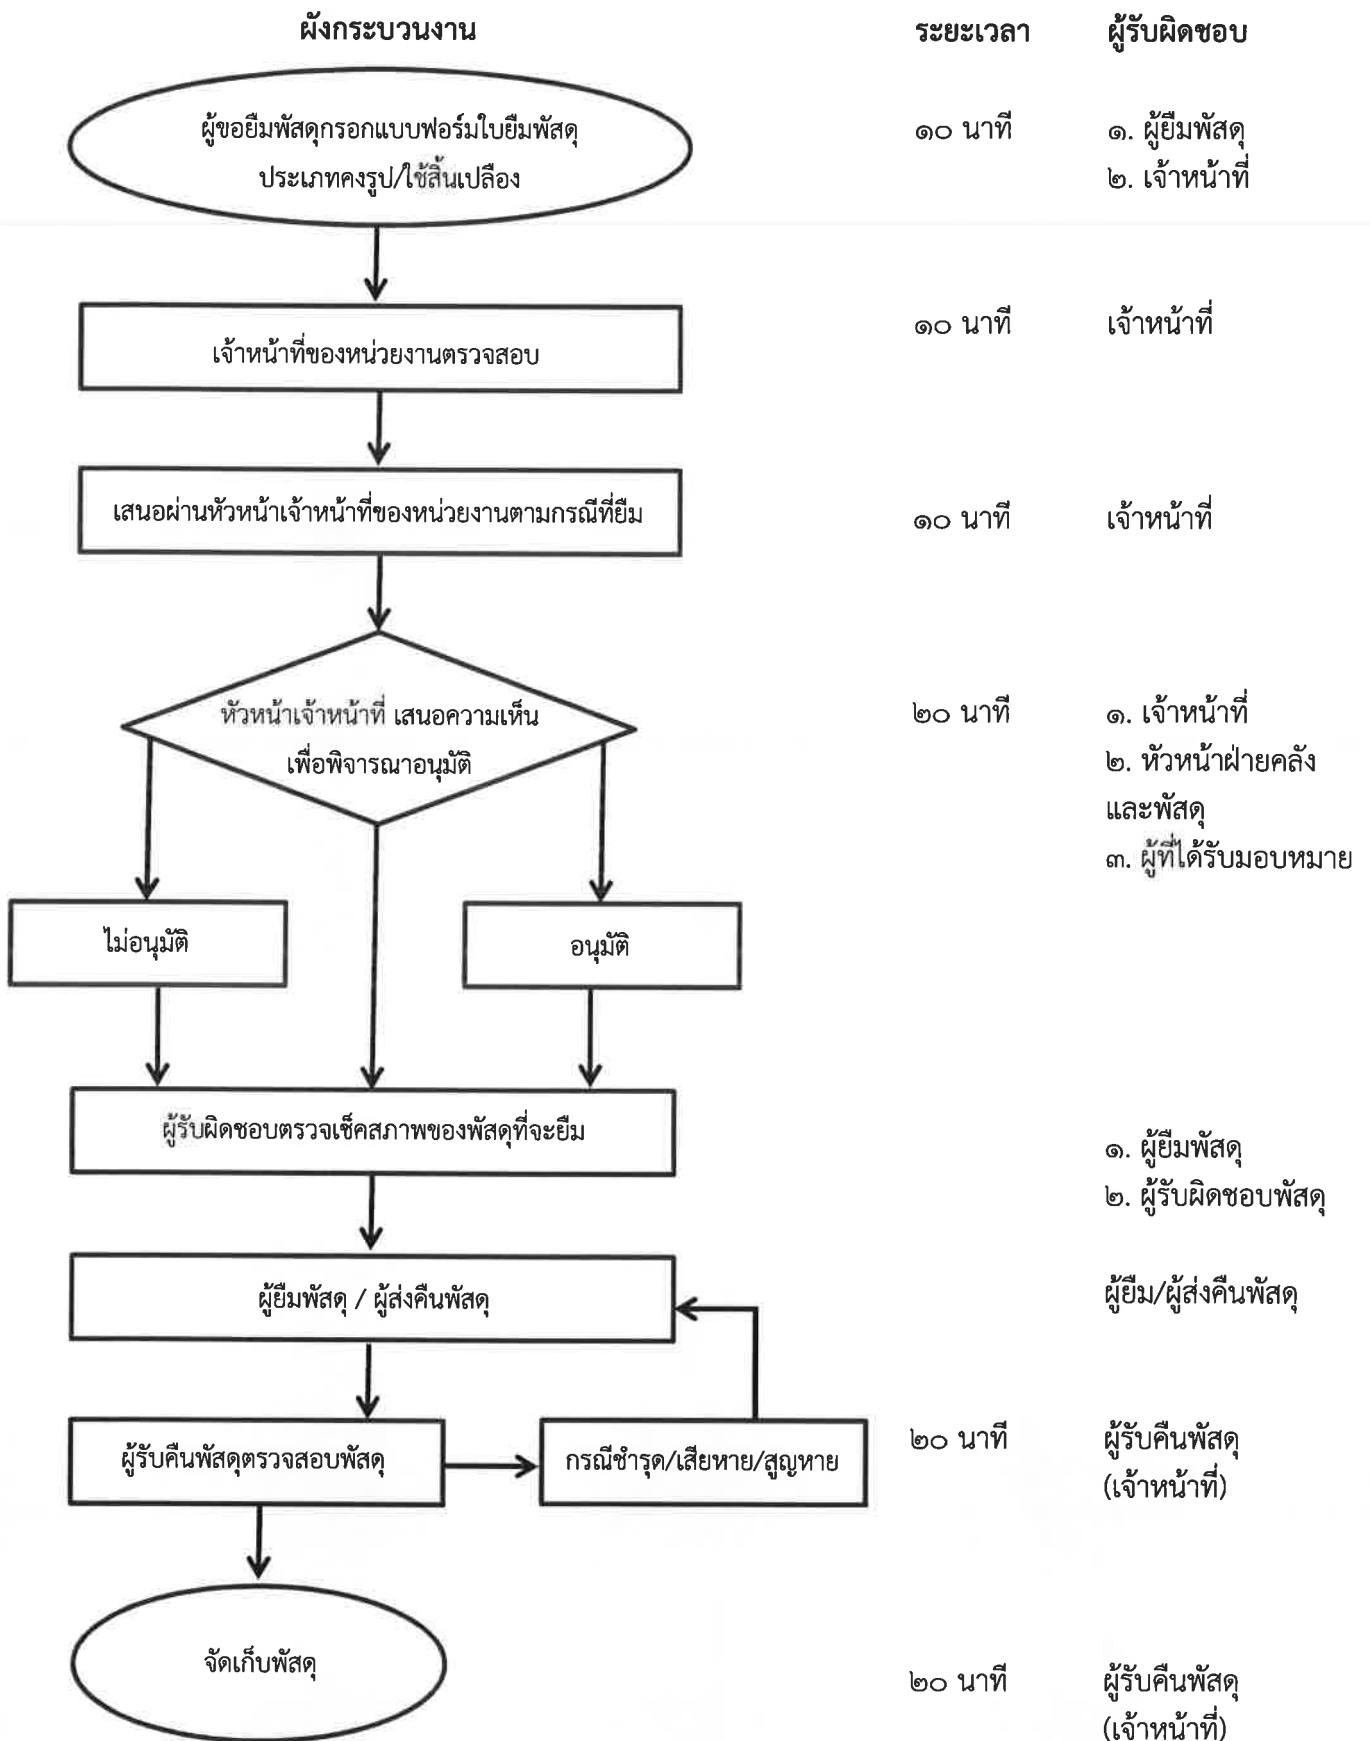 ผังกระบวนงาน ระยะเวลา ผู้รับผิดชอบ
ผู้ขอยืมพัสดุกรอกแบบฟอร์มใบยืมพัสดุ ๑๐ นาที ๑. ผู้ยืมพัสดุ
ประเภทคงรูป/ใช้สิ้นเปลือง ๒. เจ้าหน้าที่
เจ้าหน้าที่ของหน่วยงานตรวจสอบ ๑๐ นาที เจ้าหน้าที่
เสนอผ่านหัวหน้าเจ้าหน้าที่ของหน่วยงานตามกรณีที่ยืม ๑๐ นาที เจ้าหน้าที่
หัวหน้าเจ้าหน้าที่ เสนอความเห็น ๒๐ นาที ๑. เจ้าหน้าที่
เพื่อพิจารณาอนุมัติ ๒. หัวหน้าฝ่ายคลัง
และพัสดุ
๓. ผู้ที่ได้รับมอบหมาย
ไม่อนุมัติ อนุมัติ
ผู้รับผิดชอบตรวจเช็คสภาพของพัสดุที่จะยืม ๑. ผู้ยืมพัสดุ
๒. ผู้รับผิดชอบพัสดุ
ผู้ยืมพัสดุ / ผู้ส่งคืนพัสดุ ผู้ยืม/ผู้ส่งคืนพัสดุ
ผู้รับคืนพัสดุตรวจสอบพัสดุ กรณีชำรุด/เสียหาย/สูญหาย ๒๐ นาที ผู้รับคืนพัสดุ
(เจ้าหน้าที่)
จัดเก็บพัสดุ ๒๐ นาที ผู้รับคืนพัสดุ
(เจ้าหน้าที่)